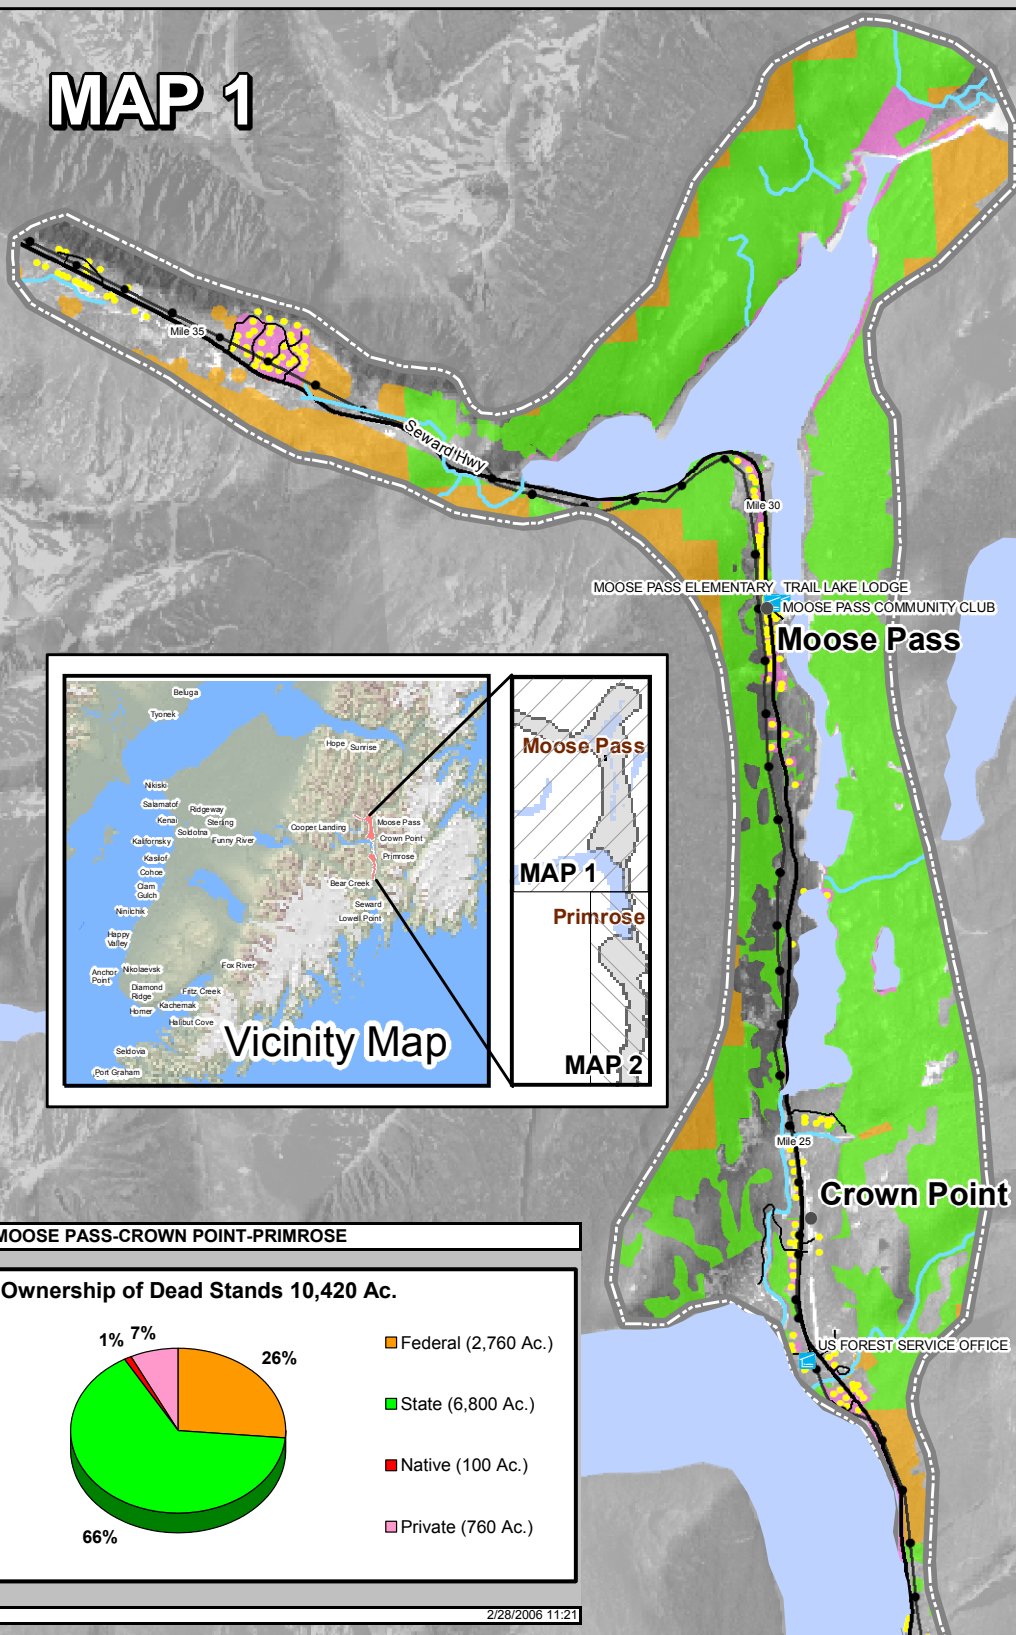 MAP 1
Mile 35
Seward Hwy
Mile 30
MOOSE PASS ELEMENTARY
TRAIL LAKE LODGE
MOOSE PASS COMMUNITY CLUB
Moose Pass
Beluga
Tyonek
Hope
Sunrise
Nikiski
Salamatof
Ridgeway
Kenai
Sterling
Soldotna
Kalifornsky
Funny River
Cooper Landing
Moose Pass
Crown Point
Primrose
Kasilof
Cohoe
Clam
Gulch
Bear Creek
Seward
Lowell Point
Ninilchik
Happy
Valley
Anchor
Point
Nikolaevsk
Fox River
Diamond
Ridge
Fritz Creek
Homer
Kachemak
Halibut Cove
Seldovia
Port Graham
Vicinity Map
Moose Pass
MAP 1
Primrose
MAP 2
Mile 25
Crown Point
US FOREST SERVICE OFFICE
MOOSE PASS-CROWN POINT-PRIMROSE
Ownership of Dead Stands 10,420 Ac.
1%
7%
26%
66%
Federal (2,760 Ac.)
State (6,800 Ac.)
Native (100 Ac.)
Private (760 Ac.)
2/28/2006 11:21